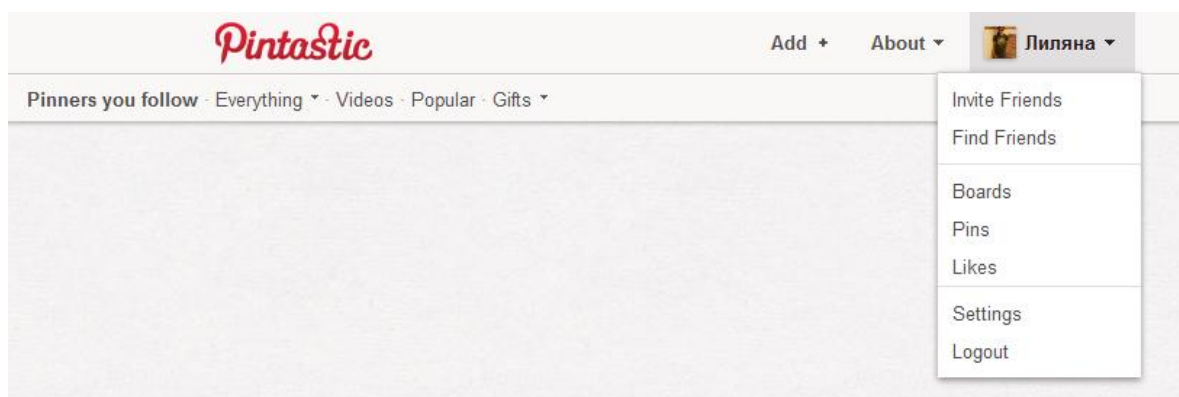 Pintastic Add + About Лиляна
Pinners you follow · Everything · Videos · Popular · Gifts
Invite Friends
Find Friends
Boards
Pins
Likes
Settings
Logout